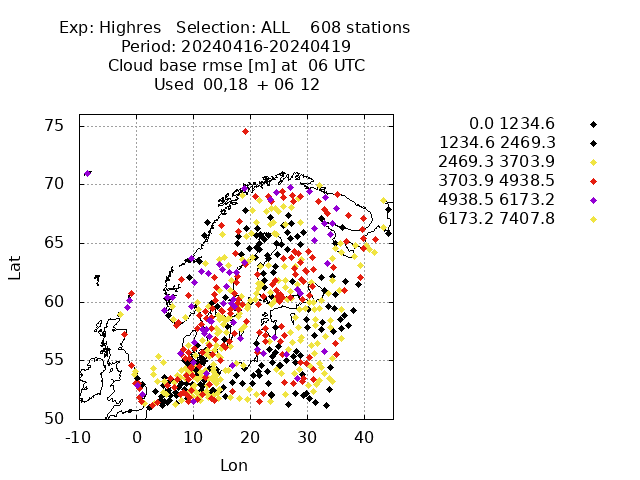 Exp: Highres   Selection: ALL    608 stations
Period: 20240416-20240419
Cloud base rmse [m] at  06 UTC
Used  00,18  + 06 12
0.0 1234.6
1234.6 2469.3
2469.3 3703.9
3703.9 4938.5
4938.5 6173.2
6173.2 7407.8
75
70
65
60
55
50
Lat
-10 0 10 20 30 40
Lon